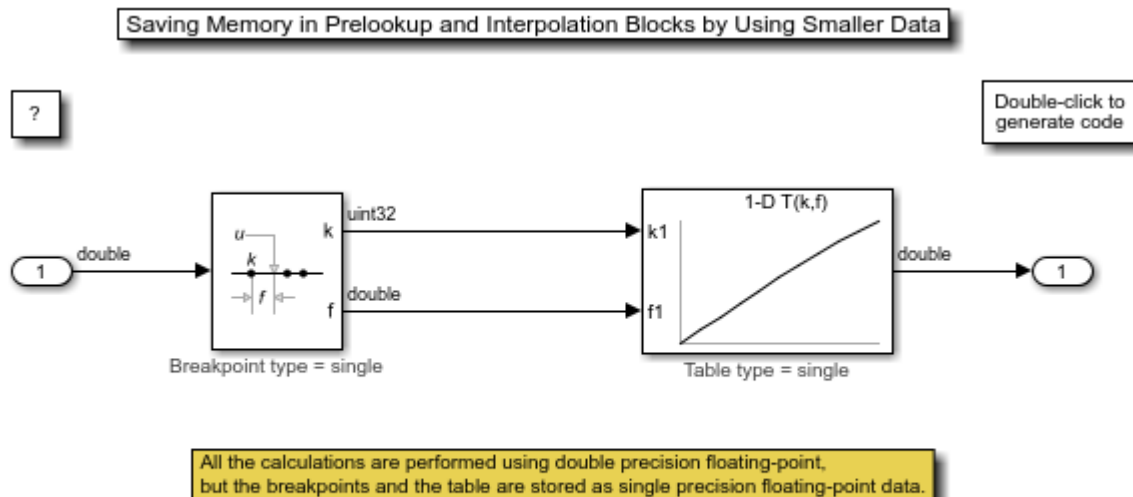 Saving Memory in Prelookup and Interpolation Blocks by Using Smaller Data
?
Double-click to
generate code
1
double
u
k
f
k
f
uint32
double
Breakpoint type = single
1-D T(k,f)
k1
f1
Table type = single
double
1
All the calculations are performed using double precision floating-point,
but the breakpoints and the table are stored as single precision floating-point data.